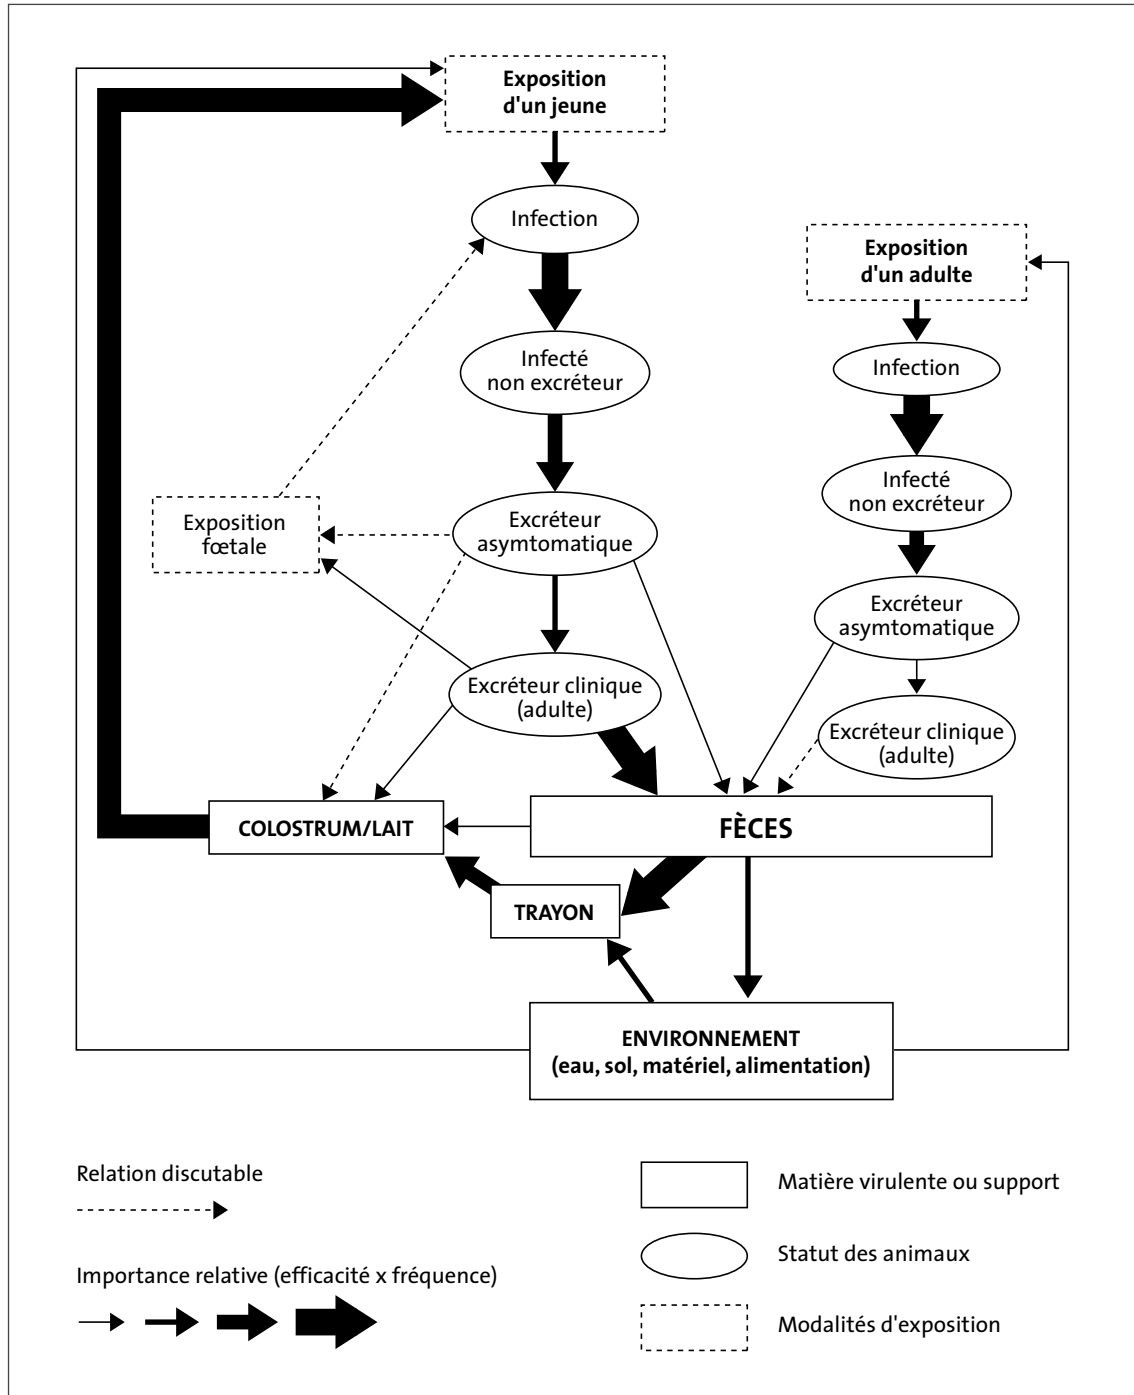 Exposition
d'un jeune
Infection
Exposition
d'un adulte
Infection
Infecté
non excréteur
Infecté
non excréteur
Exposition
fœtale
Excréteur
asymtomatique
Excréteur
asymtomatique
Excréteur clinique
(adulte)
Excréteur clinique
(adulte)
COLOSTRUM/LAIT
FÈCES
TRAYON
ENVIRONNEMENT
(eau, sol, matériel, alimentation)
Relation discutable
Importance relative (efficacité x fréquence)
Matière virulente ou support
Statut des animaux
Modalités d'exposition